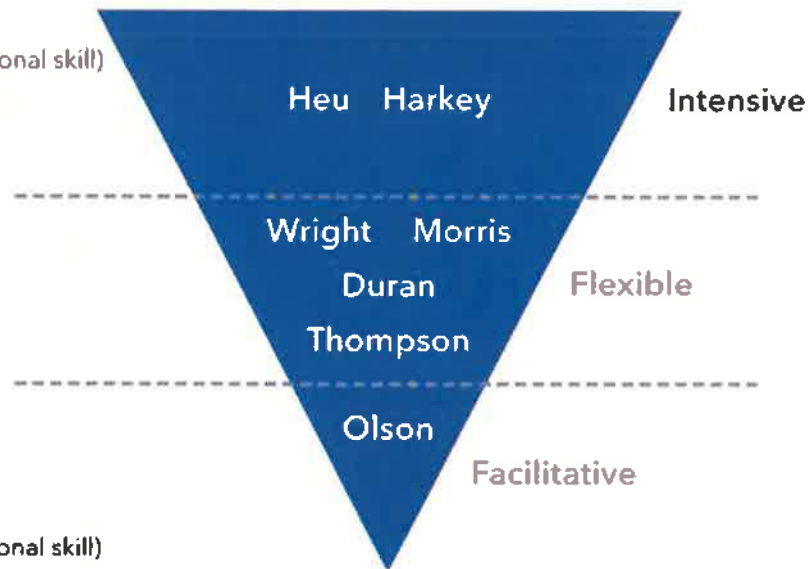 onal skill)
Heu Harkey
Intensive
Wright Morris
Duran
Flexible
Thompson
Olson
Facilitative
onal skill)